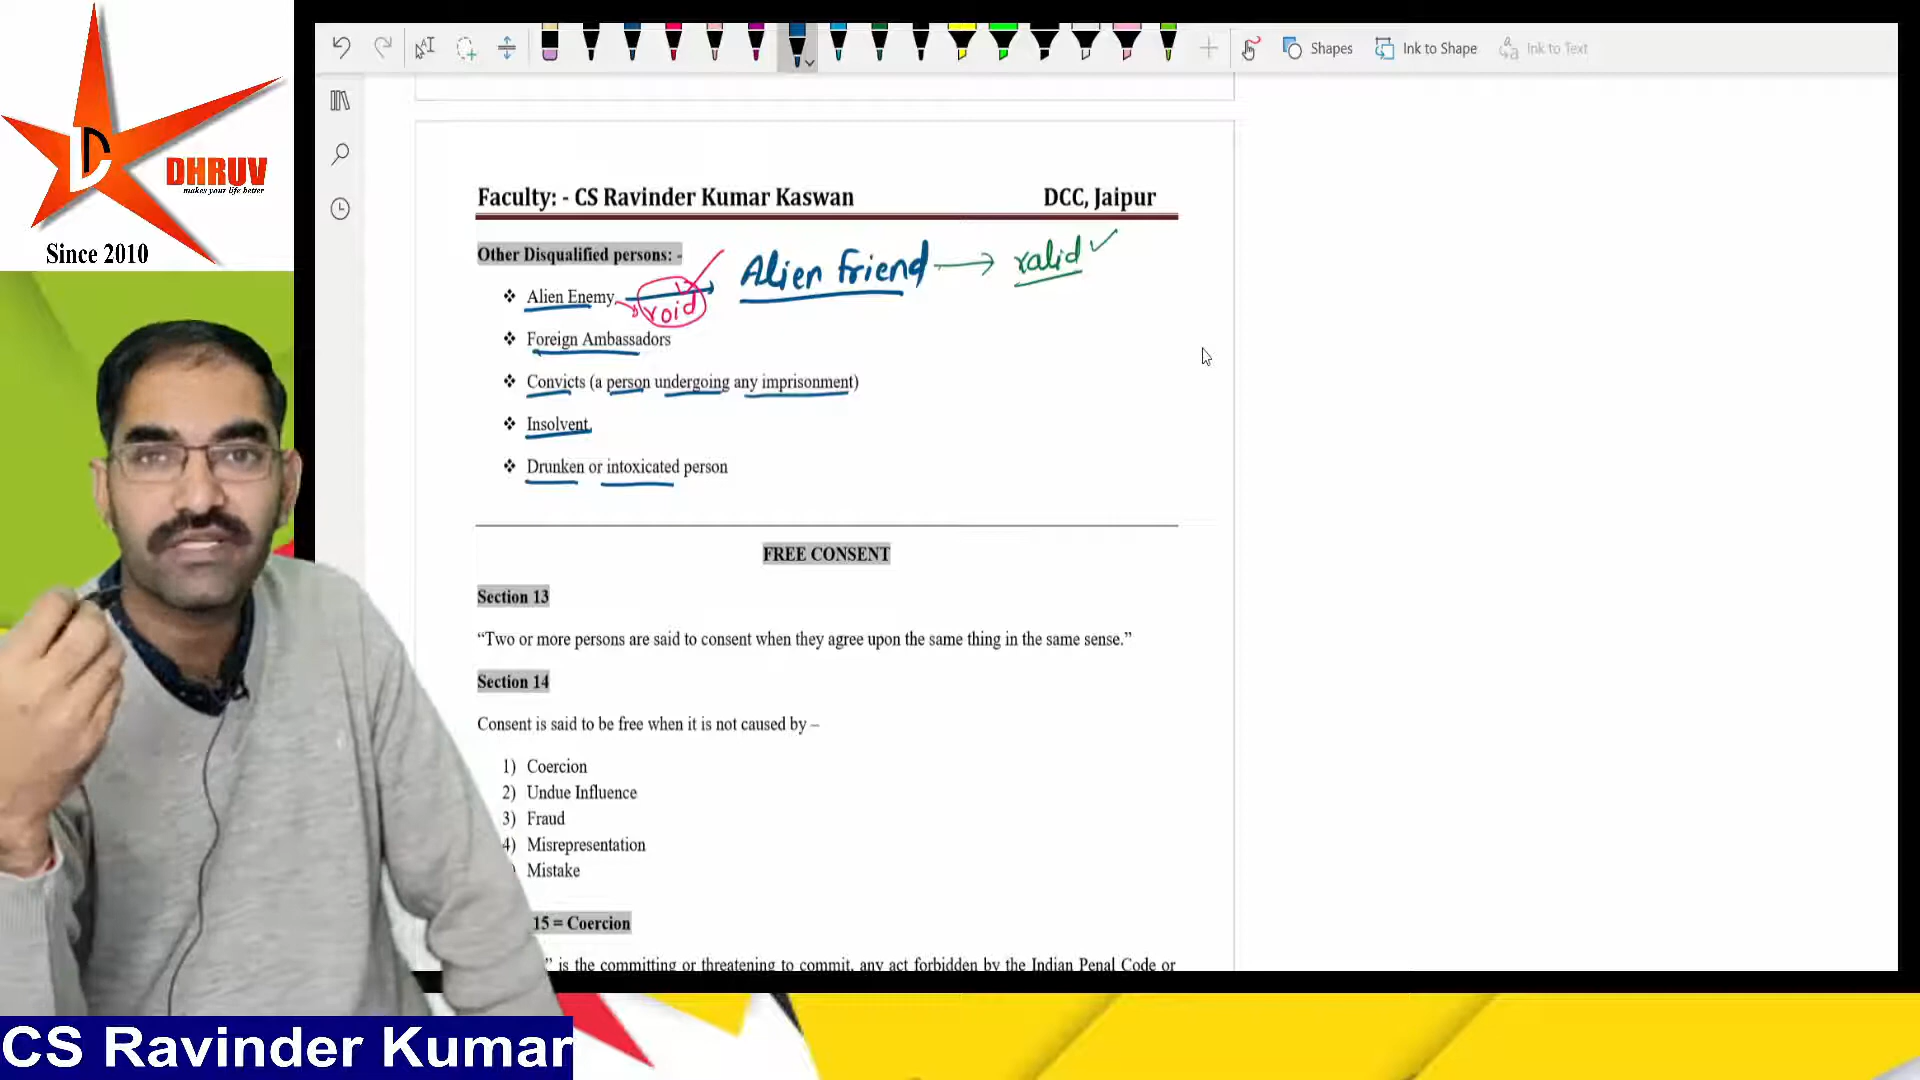 DC
DHRUV
makes your life better
Since 2010
Shapes
Ink to Shape
Ink to Text
Faculty: - CS Ravinder Kumar Kaswan DCC, Jaipur
Other Disqualified persons: -
Alien friend → valid ✓
❖ Alien Enemy → void
❖ Foreign Ambassadors
❖ Convicts (a person undergoing any imprisonment)
❖ Insolvent
❖ Drunken or intoxicated person
FREE CONSENT
Section 13
“Two or more persons are said to consent when they agree upon the same thing in the same sense.”
Section 14
Consent is said to be free when it is not caused by –
1) Coercion
2) Undue Influence
3) Fraud
4) Misrepresentation
) Mistake
15 = Coercion
” is the committing or threatening to commit, any act forbidden by the Indian Penal Code or
CS Ravinder Kumar